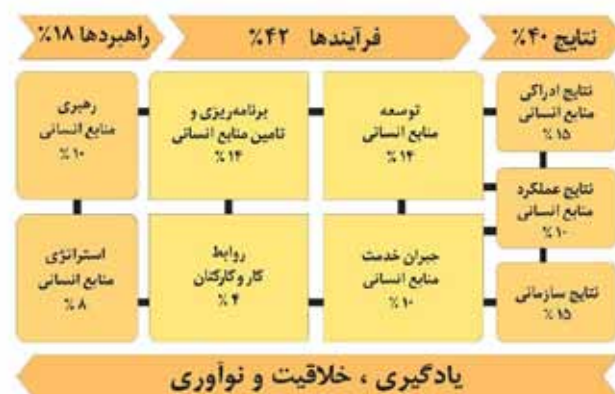 نتایج ۴۰٪
فرآیندها ۴۲٪
راهبردها ۱۸٪
نتایج ادراکی
منابع انسانی
۱۵٪
نتایج عملکرد
منابع انسانی
۱۰٪
نتایج سازمانی
۱۵٪
توسعه
منابع انسانی
۱۴٪
جبران خدمت
منابع انسانی
۱۰٪
برنامه‌ریزی و
تامین منابع انسانی
۱۴٪
روابط
کار و کارکنان
۴٪
رهبری
منابع انسانی
۱۰٪
استراتژی
منابع انسانی
۸٪
یادگیری ، خلاقیت و نوآوری